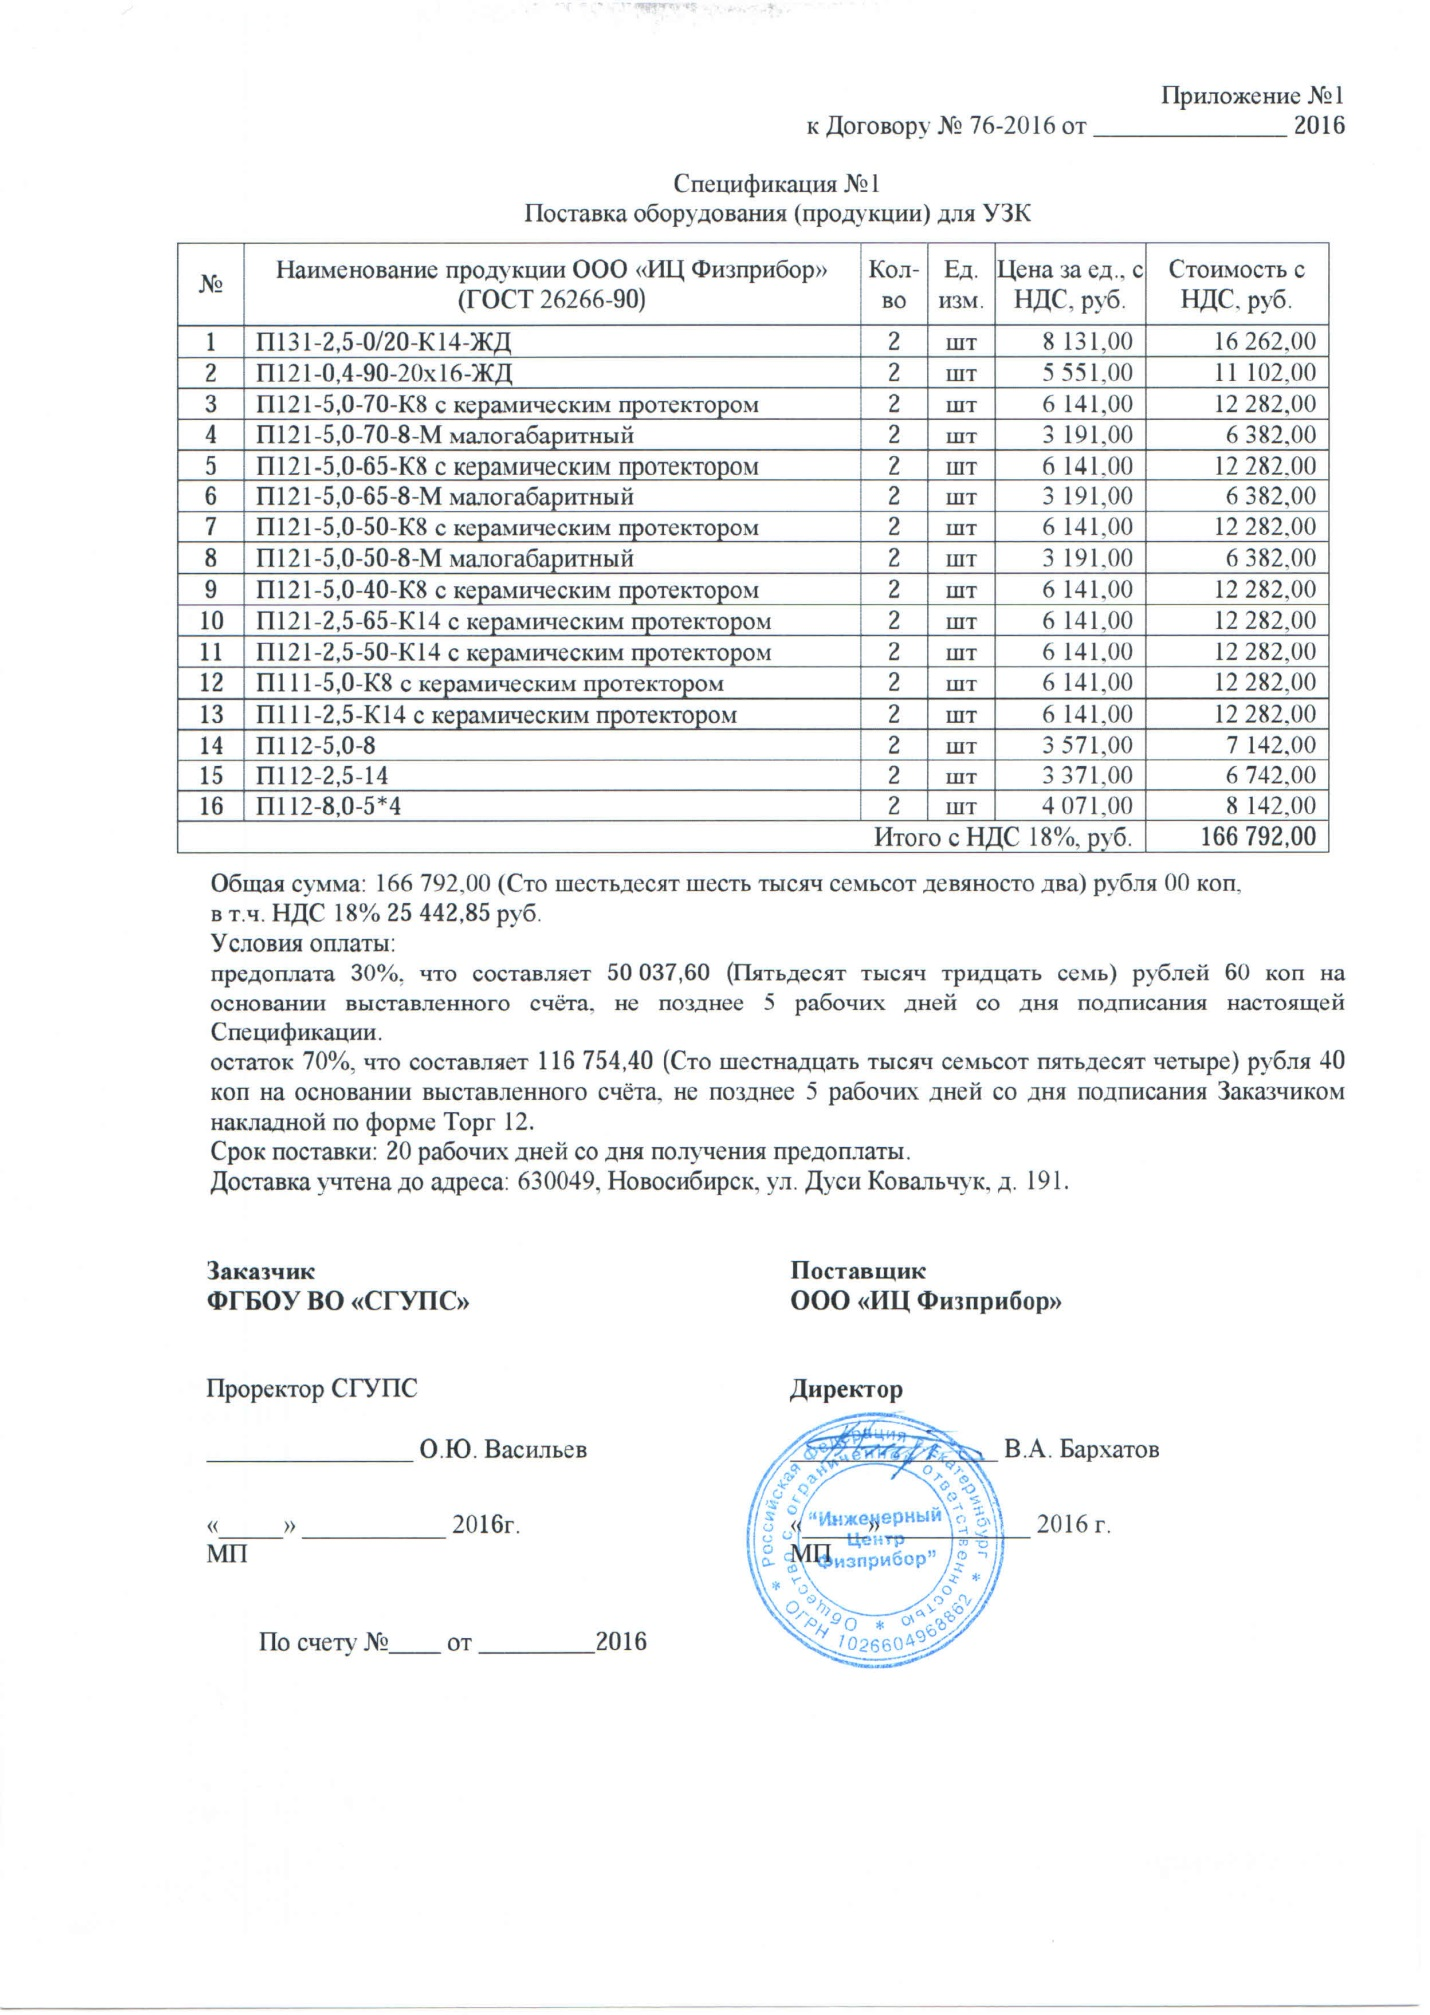 Приложение №1
к Договору № 76-2016 от _______________ 2016
Спецификация №1
Поставка оборудования (продукции) для УЗК
№ Наименование продукции ООО «ИЦ Физприбор» (ГОСТ 26266-90) Кол-во Ед. изм. Цена за ед., с НДС, руб. Стоимость с НДС, руб.
1 П131-2,5-0/20-К14-ЖД 2 шт 8 131,00 16 262,00
2 П121-0,4-90-20х16-ЖД 2 шт 5 551,00 11 102,00
3 П121-5,0-70-К8 с керамическим протектором 2 шт 6 141,00 12 282,00
4 П121-5,0-70-8-М малогабаритный 2 шт 3 191,00 6 382,00
5 П121-5,0-65-К8 с керамическим протектором 2 шт 6 141,00 12 282,00
6 П121-5,0-65-8-М малогабаритный 2 шт 3 191,00 6 382,00
7 П121-5,0-50-К8 с керамическим протектором 2 шт 6 141,00 12 282,00
8 П121-5,0-50-8-М малогабаритный 2 шт 3 191,00 6 382,00
9 П121-5,0-40-К8 с керамическим протектором 2 шт 6 141,00 12 282,00
10 П121-2,5-65-К14 с керамическим протектором 2 шт 6 141,00 12 282,00
11 П121-2,5-50-К14 с керамическим протектором 2 шт 6 141,00 12 282,00
12 П111-5,0-К8 с керамическим протектором 2 шт 6 141,00 12 282,00
13 П111-2,5-К14 с керамическим протектором 2 шт 6 141,00 12 282,00
14 П112-5,0-8 2 шт 3 571,00 7 142,00
15 П112-2,5-14 2 шт 3 371,00 6 742,00
16 П112-8,0-5*4 2 шт 4 071,00 8 142,00
Итого с НДС 18%, руб. 166 792,00
Общая сумма: 166 792,00 (Сто шестьдесят шесть тысяч семьсот девяносто два) рубля 00 коп,
в т.ч. НДС 18% 25 442,85 руб.
Условия оплаты:
предоплата 30%, что составляет 50 037,60 (Пятьдесят тысяч тридцать семь) рублей 60 коп на
основании выставленного счёта, не позднее 5 рабочих дней со дня подписания настоящей
Спецификации.
остаток 70%, что составляет 116 754,40 (Сто шестнадцать тысяч семьсот пятьдесят четыре) рубля 40
коп на основании выставленного счёта, не позднее 5 рабочих дней со дня подписания Заказчиком
накладной по форме Торг 12.
Срок поставки: 20 рабочих дней со дня получения предоплаты.
Доставка учтена до адреса: 630049, Новосибирск, ул. Дуси Ковальчук, д. 191.
Заказчик
ФГБОУ ВО «СГУПС»
Проректор СГУПС
________________ О.Ю. Васильев
«_____» ___________ 2016г.
МП
Поставщик
ООО «ИЦ Физприбор»
Директор
________________ В.А. Бархатов
«_____» ___________ 2016 г.
МП
Российская Федерация г. Екатеринбург * ОГРН 1026604968862 *
Общество с ограниченной ответственностью *
“Инженерный
Центр
Физприбор”
По счету №____ от _________2016